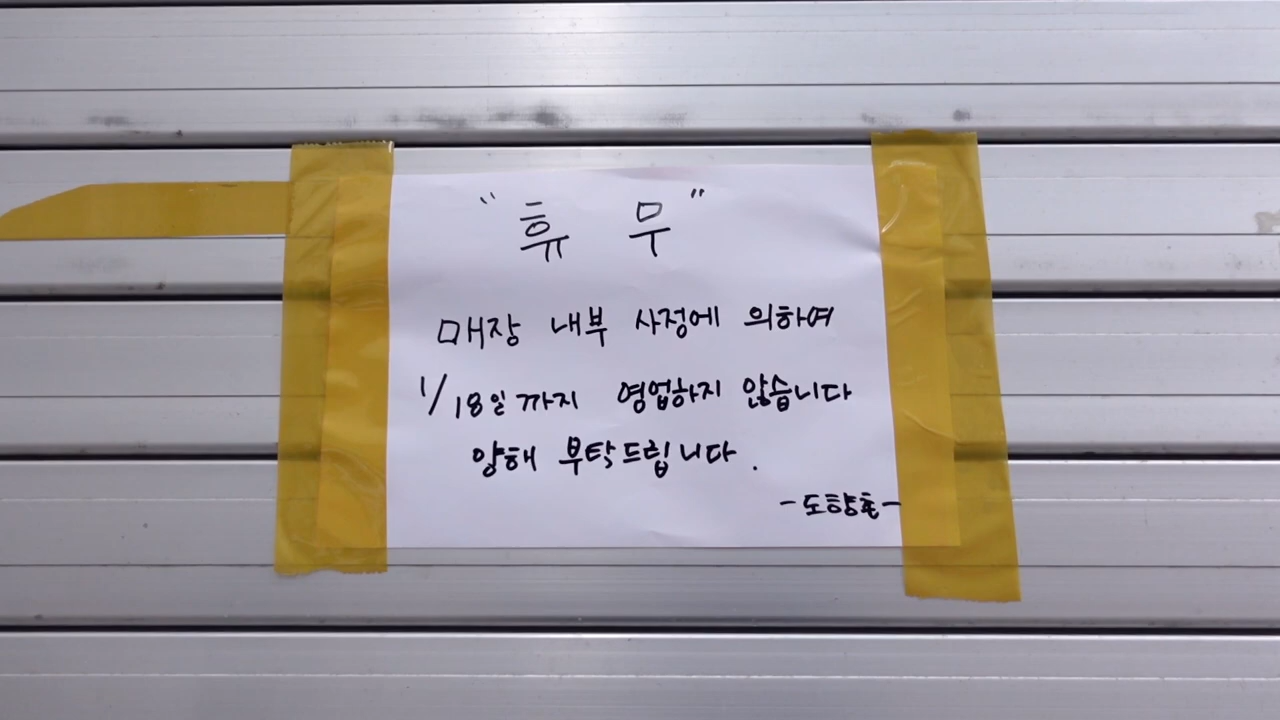 " 휴 무 "
매장 내부 사정에 의하여
1/18일까지 영업하지 않습니다
양해 부탁드립니다.
-도향촌-